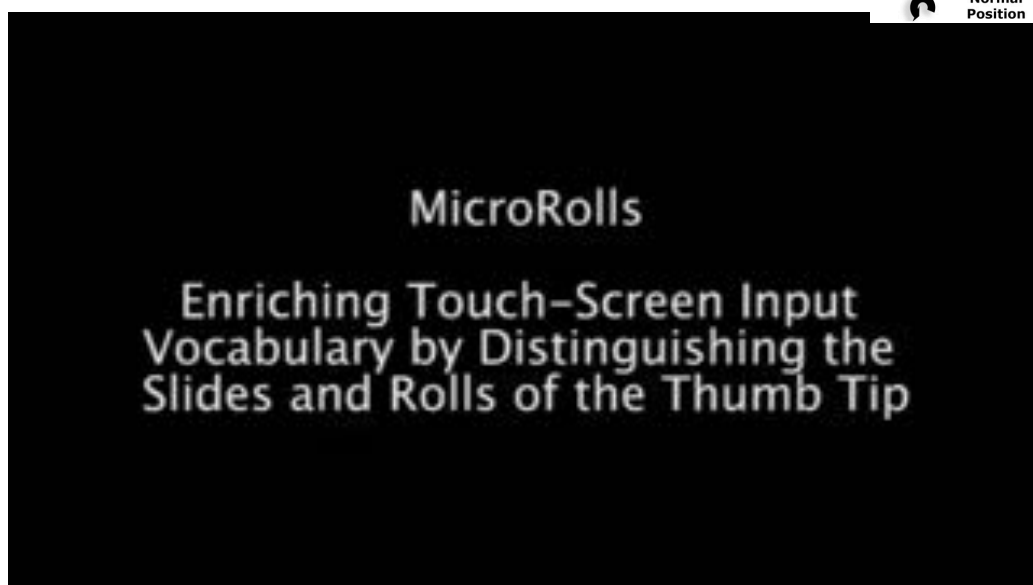 Normal
Position
MicroRolls
Enriching Touch-Screen Input
Vocabulary by Distinguishing the
Slides and Rolls of the Thumb Tip